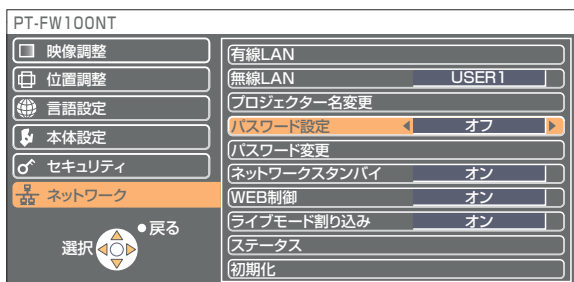 PT-FW100NT
映像調整
位置調整
言語設定
本体設定
セキュリティ
ネットワーク
選択
戻る
有線LAN
無線LAN USER1
プロジェクター名変更
パスワード設定 オフ
パスワード変更
ネットワークスタンバイ オン
WEB制御 オン
ライブモード割り込み オン
ステータス
初期化